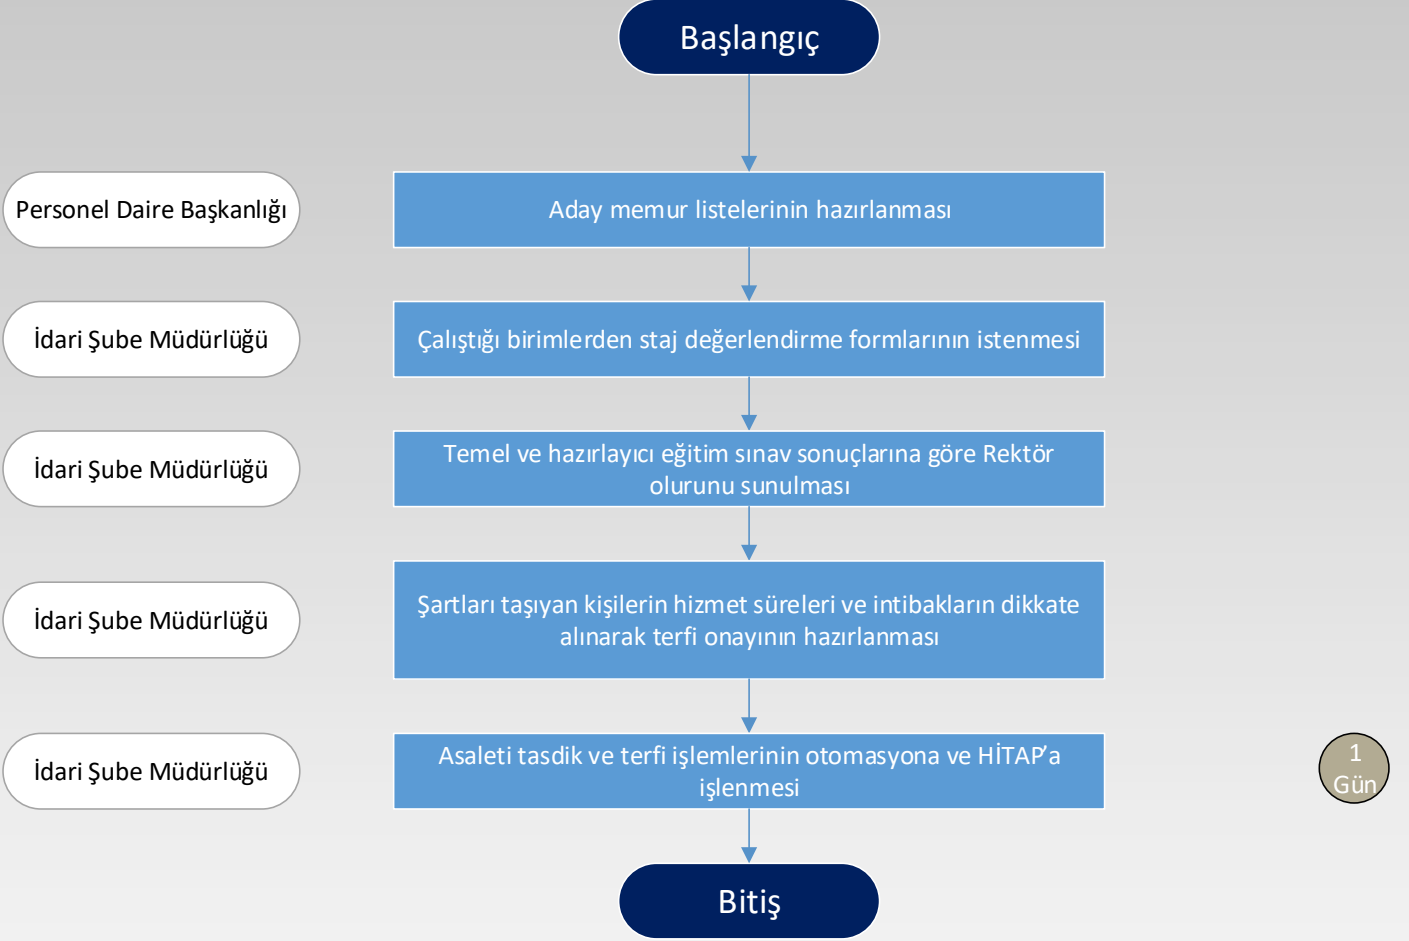 Başlangıç
Personel Daire Başkanlığı
Aday memur listelerinin hazırlanması
İdari Şube Müdürlüğü
Çalıştığı birimlerden staj değerlendirme formlarının istenmesi
İdari Şube Müdürlüğü
Temel ve hazırlayıcı eğitim sınav sonuçlarına göre Rektör
olurunu sunulması
İdari Şube Müdürlüğü
Şartları taşıyan kişilerin hizmet süreleri ve intibakların dikkate
alınarak terfi onayının hazırlanması
İdari Şube Müdürlüğü
Asaleti tasdik ve terfi işlemlerinin otomasyona ve HİTAP’a
işlenmesi
1
Gün
Bitiş